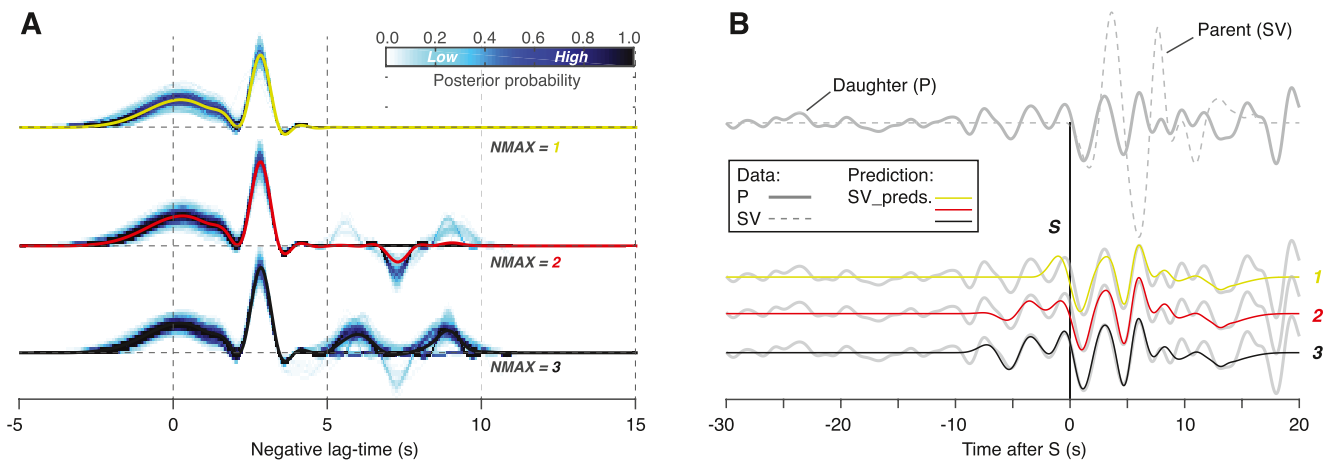 A
0.0 0.2 0.4 0.6 0.8 1.0
Low High
Posterior probability
NMAX = 1
NMAX = 2
NMAX = 3
-5 0 5 10 15
Negative lag-time (s)
B
Parent (SV)
Daughter (P)
Data: Prediction:
P SV_preds.
SV
S
1
2
3
-30 -20 -10 0 10 20
Time after S (s)